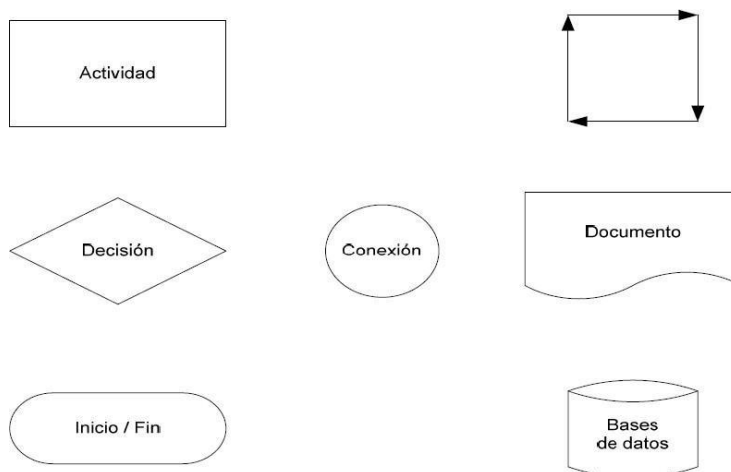 Actividad
Decisión
Conexión
Documento
Inicio / Fin
Bases
de datos